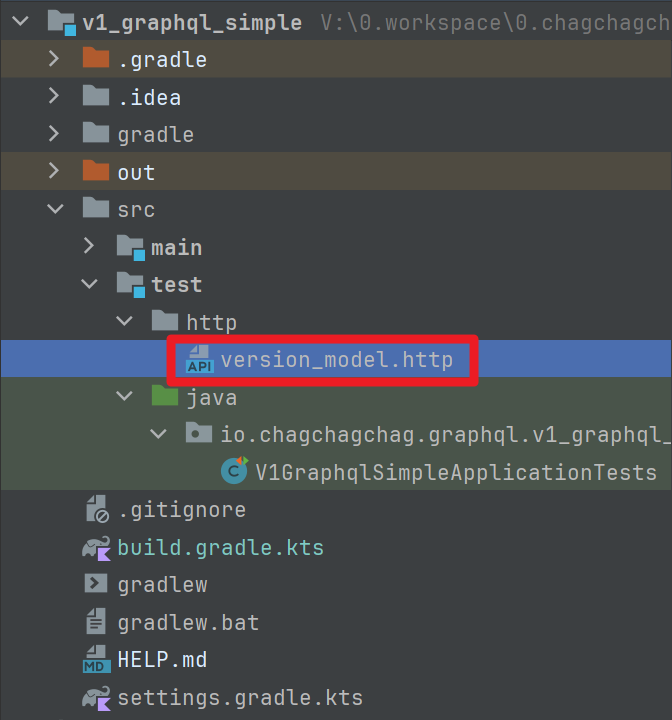 v1_graphql_simple V:\0.workspace\0.chagchagch
.gradle
.idea
gradle
out
src
main
test
http
API version_model.http
java
io.chagchagchag.graphql.v1_graphql_
C V1GraphqlSimpleApplicationTests
.gitignore
build.gradle.kts
gradlew
gradlew.bat
MD HELP.md
settings.gradle.kts